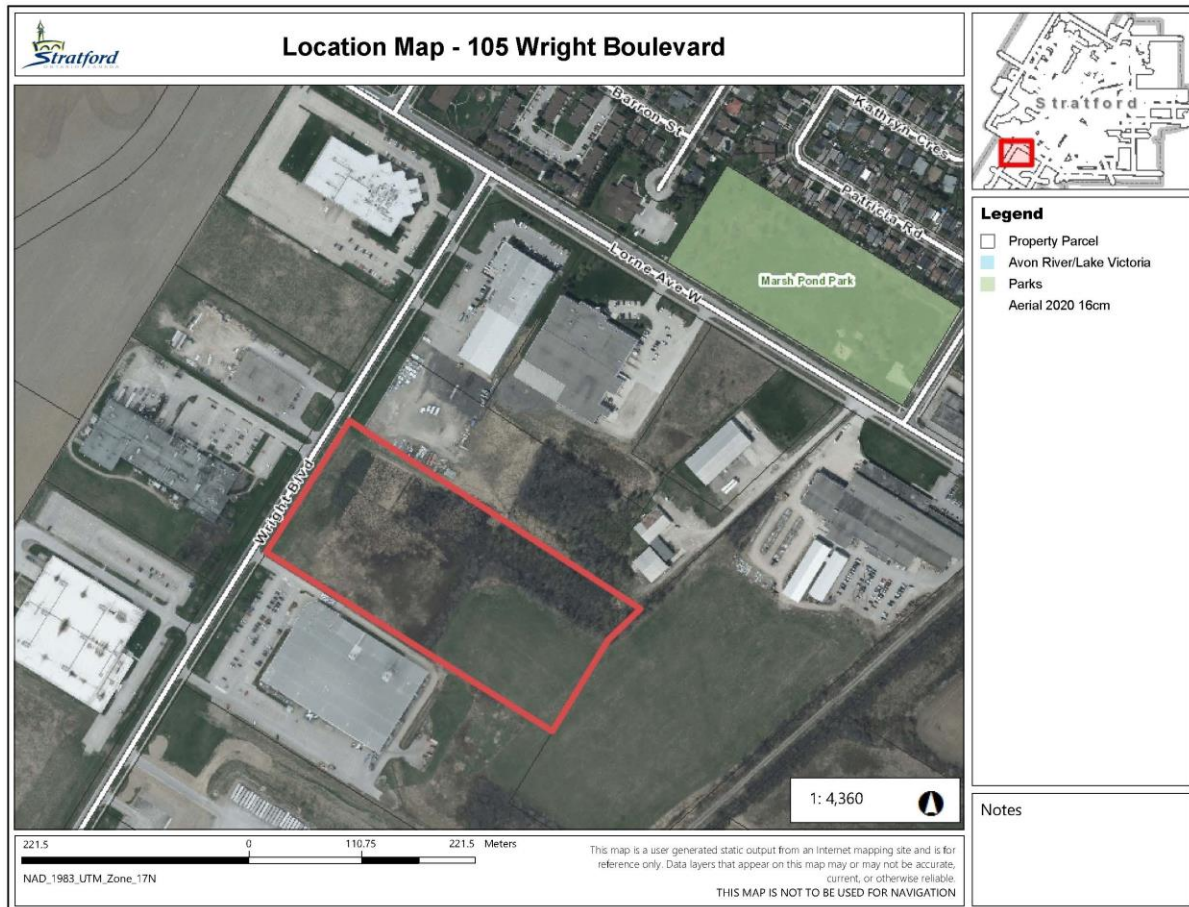 Stratford
ONTARIO CANADA
Location Map - 105 Wright Boulevard
Stratford
Barron St
Kathryn Cres
Patricia Rd
Lorne Ave W
Marsh Pond Park
Wright Blvd
1: 4,360
Legend
Property Parcel
Avon River/Lake Victoria
Parks
Aerial 2020 16cm
Notes
221.5 0 110.75 221.5 Meters
NAD_1983_UTM_Zone_17N
This map is a user generated static output from an Internet mapping site and is for
reference only. Data layers that appear on this map may or may not be accurate,
current, or otherwise reliable.
THIS MAP IS NOT TO BE USED FOR NAVIGATION